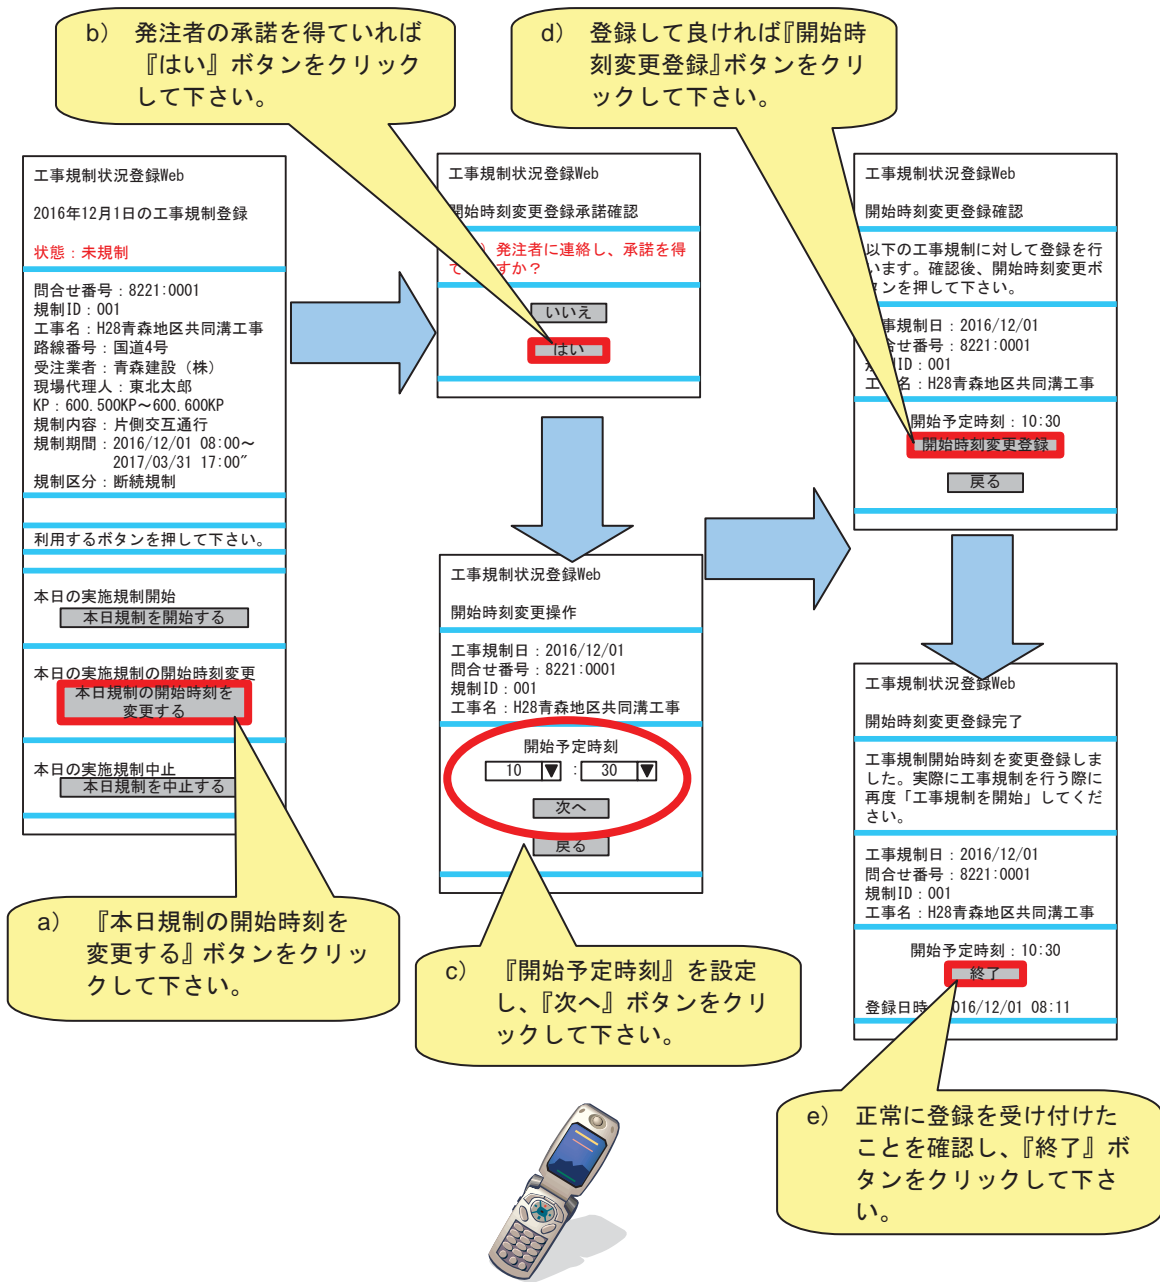 b) 発注者の承諾を得ていれば
『はい』ボタンをクリック
して下さい。
d) 登録して良ければ『開始時
刻変更登録』ボタンをクリ
ックして下さい。
工事規制状況登録Web
2016年12月1日の工事規制登録
状態：未規制
問合せ番号：8221:0001
規制ID：001
工事名：H28青森地区共同溝工事
路線番号：国道4号
受注業者：青森建設（株）
現場代理人：東北太郎
KP：600.500KP～600.600KP
規制内容：片側交互通行
規制期間：2016/12/01 08:00～
2017/03/31 17:00″
規制区分：断続規制
利用するボタンを押して下さい。
本日の実施規制開始
本日規制を開始する
本日の実施規制の開始時刻変更
本日規制の開始時刻を
変更する
本日の実施規制中止
本日規制を中止する
a) 『本日規制の開始時刻を
変更する』ボタンをクリッ
クして下さい。
工事規制状況登録Web
開始時刻変更登録承諾確認
）発注者に連絡し、承諾を得
て すか？
いいえ
はい
工事規制状況登録Web
開始時刻変更操作
工事規制日：2016/12/01
問合せ番号：8221:0001
規制ID：001
工事名：H28青森地区共同溝工事
開始予定時刻
10 ▼ : 30 ▼
次へ
戻る
c) 『開始予定時刻』を設定
し、『次へ』ボタンをクリ
ックして下さい。
工事規制状況登録Web
開始時刻変更登録確認
以下の工事規制に対して登録を行
います。確認後、開始時刻変更ボ
タンを押して下さい。
事規制日：2016/12/01
合せ番号：8221:0001
ID：001
工 名：H28青森地区共同溝工事
開始予定時刻：10:30
開始時刻変更登録
戻る
工事規制状況登録Web
開始時刻変更登録完了
工事規制開始時刻を変更登録しま
した。実際に工事規制を行う際に
再度「工事規制を開始」してくだ
さい。
工事規制日：2016/12/01
問合せ番号：8221:0001
規制ID：001
工事名：H28青森地区共同溝工事
開始予定時刻：10:30
終了
登録日時 016/12/01 08:11
e) 正常に登録を受け付けた
ことを確認し、『終了』ボ
タンをクリックして下さ
い。